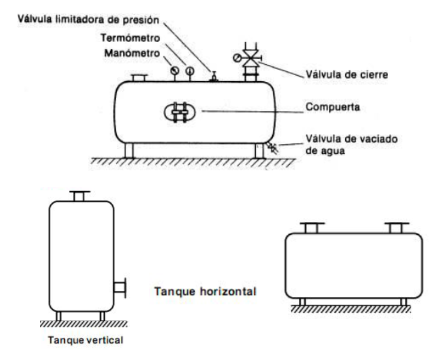 Válvula limitadora de presión
Termómetro
Manómetro
Válvula de cierre
Compuerta
Válvula de vaciado
de agua
Tanque horizontal
Tanque vertical